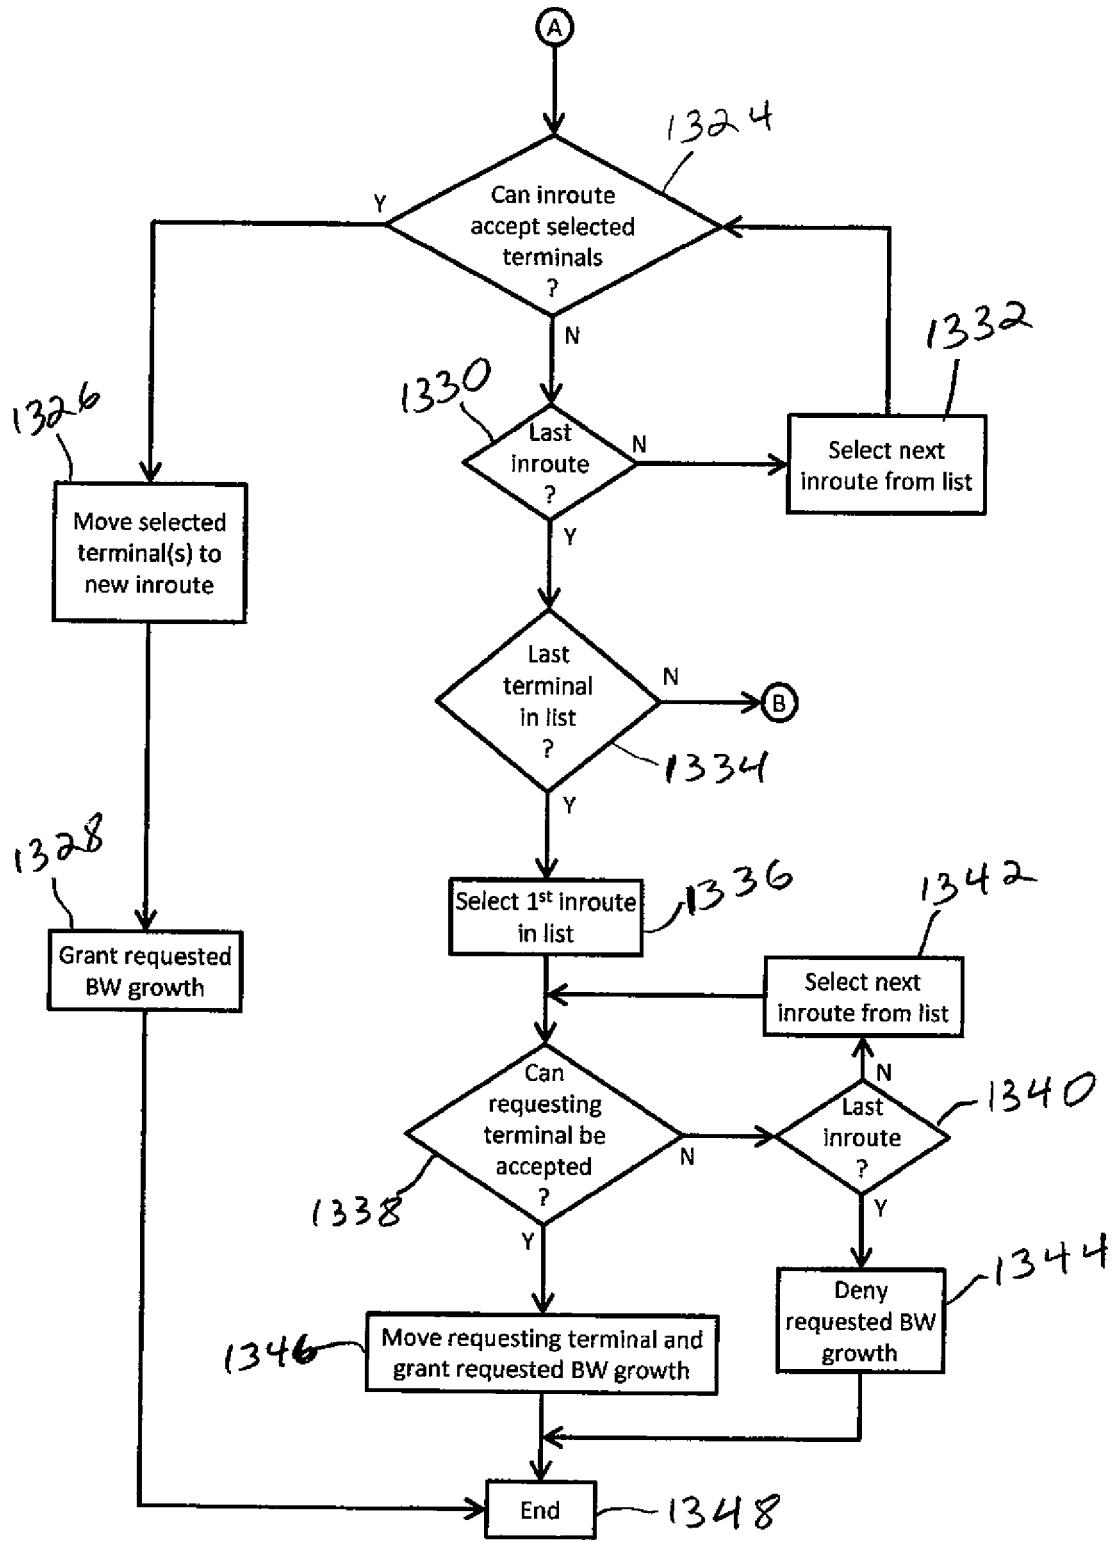 A
1324
Can inroute
accept selected
terminals
?
Y
N
1332
Select next
inroute from list
1330
Last
inroute
?
N
Y
1326
Move selected
terminal(s) to
new inroute
Last
terminal
in list
?
N
B
1334
Y
1328
Grant requested
BW growth
Select 1st inroute
in list
1336
1342
Select next
inroute from list
N
Can
requesting
terminal be
accepted
?
N
1338
Y
Last
inroute
?
1340
Y
1344
Deny
requested BW
growth
1346
Move requesting terminal and
grant requested BW growth
End
1348